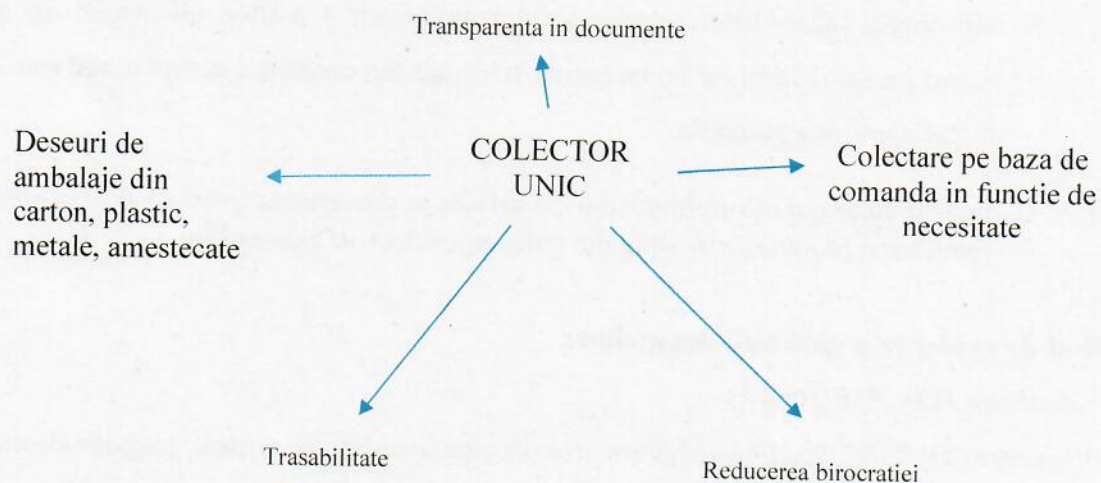 Transparenta in documente
COLECTOR
UNIC
Deseuri de
ambalaje din
carton, plastic,
metale, amestecate
Colectare pe baza de
comanda in functie de
necesitate
Trasabilitate
Reducerea birocratiei